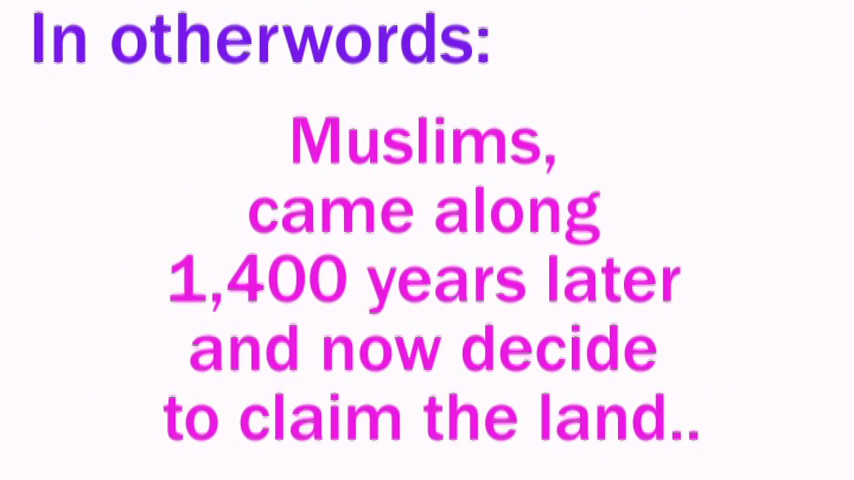 In otherwords:
Muslims,
came along
1,400 years later
and now decide
to claim the land..